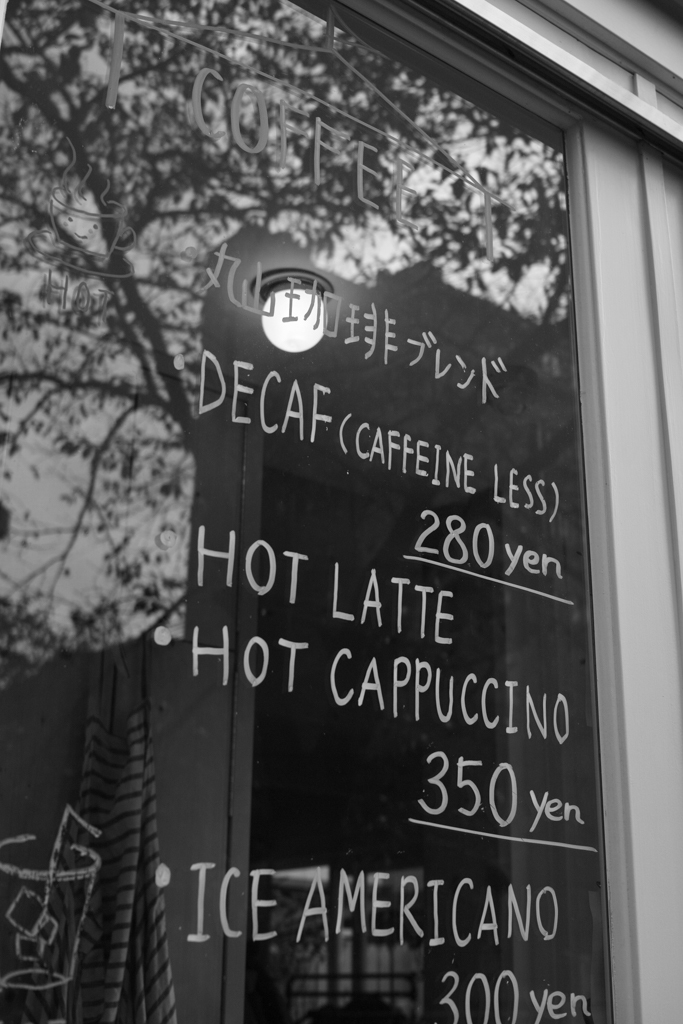 COFFEE
HOT
・丸山珈琲ブレンド
・DECAF (CAFFEINE LESS)
280 yen
・HOT LATTE
・HOT CAPPUCCINO
350 yen
・ICE AMERICANO
300 yen